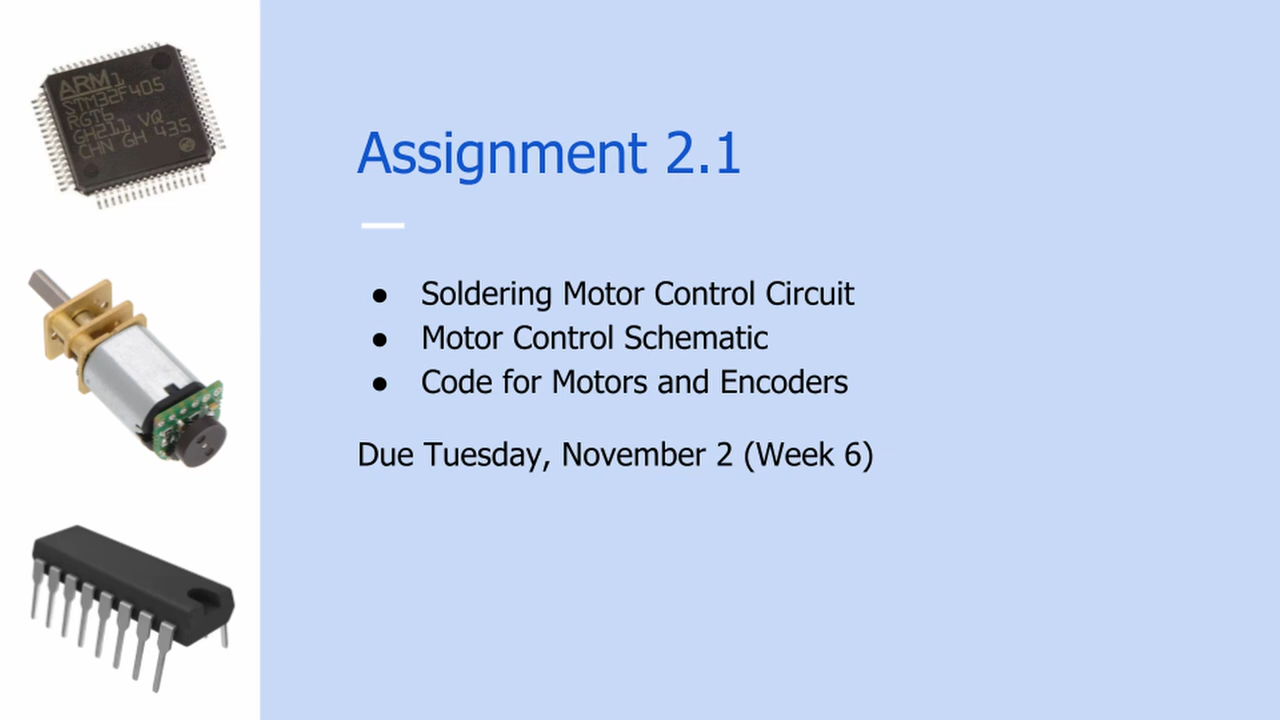 ARM 1
STM32F405
RGT6
GH211 VQ
CHN GH 435
Assignment 2.1
● Soldering Motor Control Circuit
● Motor Control Schematic
● Code for Motors and Encoders
Due Tuesday, November 2 (Week 6)